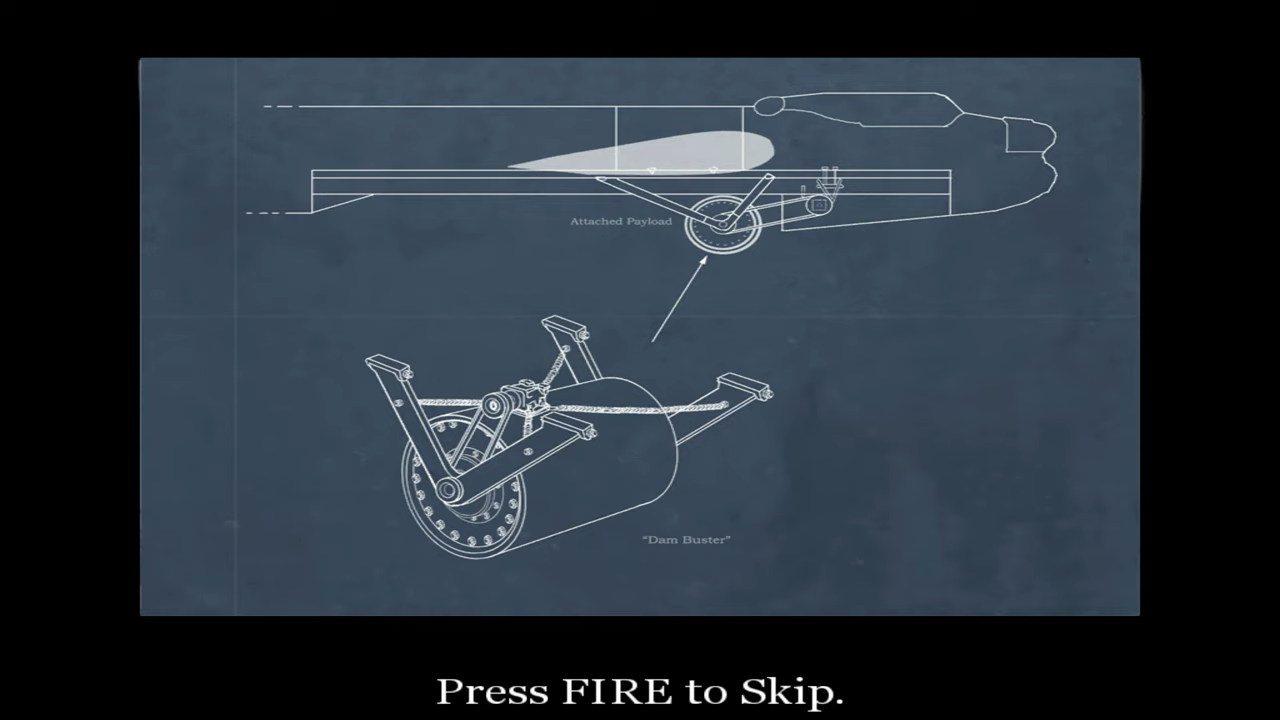 Attached Payload
"Dam Buster"
Press FIRE to Skip.